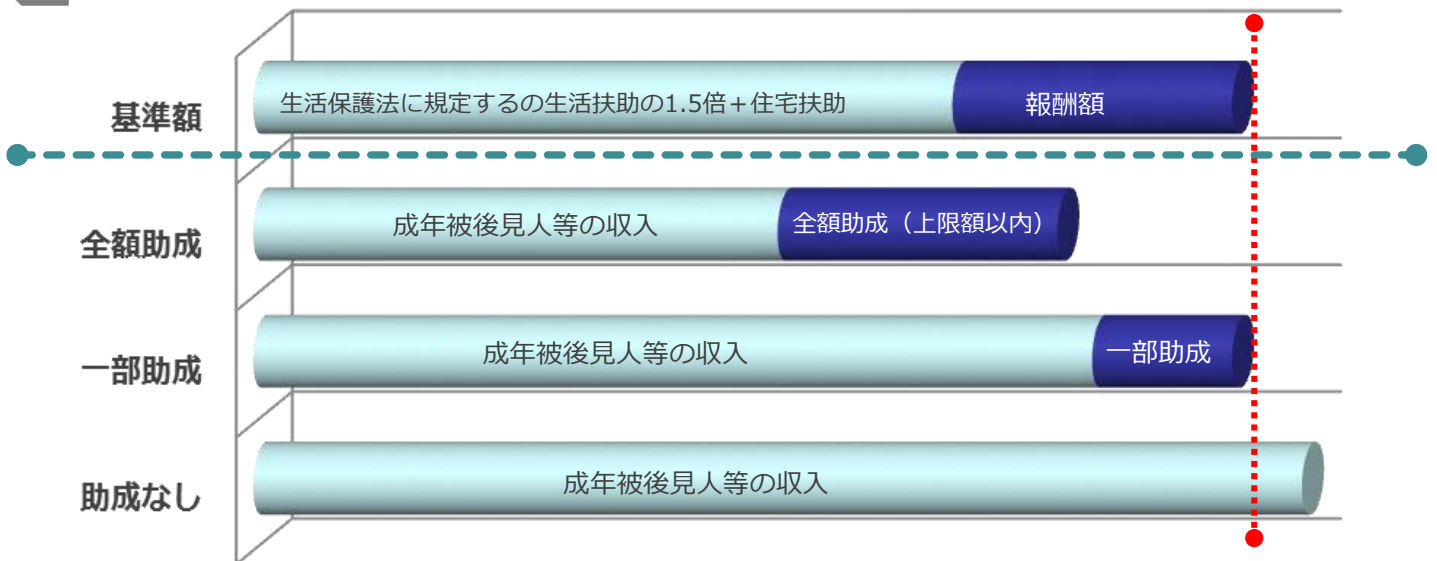 基準額
生活保護法に規定するの生活扶助の1.5倍＋住宅扶助
報酬額
全額助成
成年被後見人等の収入
全額助成（上限額以内）
一部助成
成年被後見人等の収入
一部助成
助成なし
成年被後見人等の収入